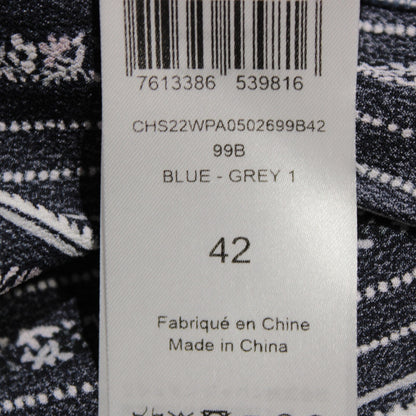 7613386 539816
CHS22WPA0502699B42
99B
BLUE - GREY 1
42
Fabriqué en Chine
Made in China